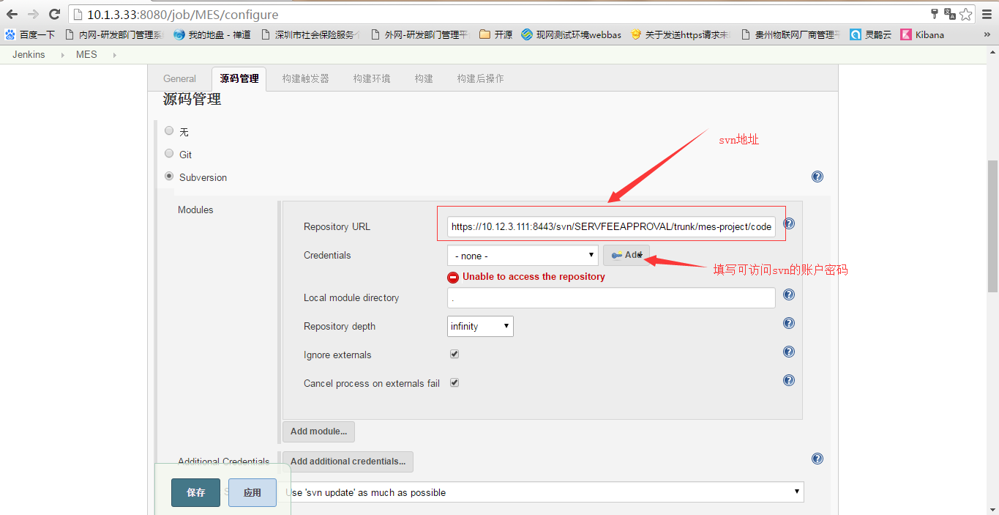 10.1.3.33:8080/job/MES/configure
百度一下 内网-研发部门管理系 我的地盘 - 禅道 深圳市社会保险服务个 外网-研发部门管理平 开源 现网测试环境webbas 关于发送https请求未 贵州物联网厂商管理平 灵鹊云 Kibana »
Jenkins MES
General 源码管理 构建触发器 构建环境 构建 构建后操作
源码管理
无
svn地址
Git
Subversion
Modules
Repository URL https://10.12.3.111:8443/svn/SERVFEEAPPROVAL/trunk/mes-project/code
Credentials - none - Add
填写可访问svn的账户密码
Unable to access the repository
Local module directory .
Repository depth infinity
Ignore externals
Cancel process on externals fail
Add module...
Additional Credentials Add additional credentials...
保存 应用 Use 'svn update' as much as possible